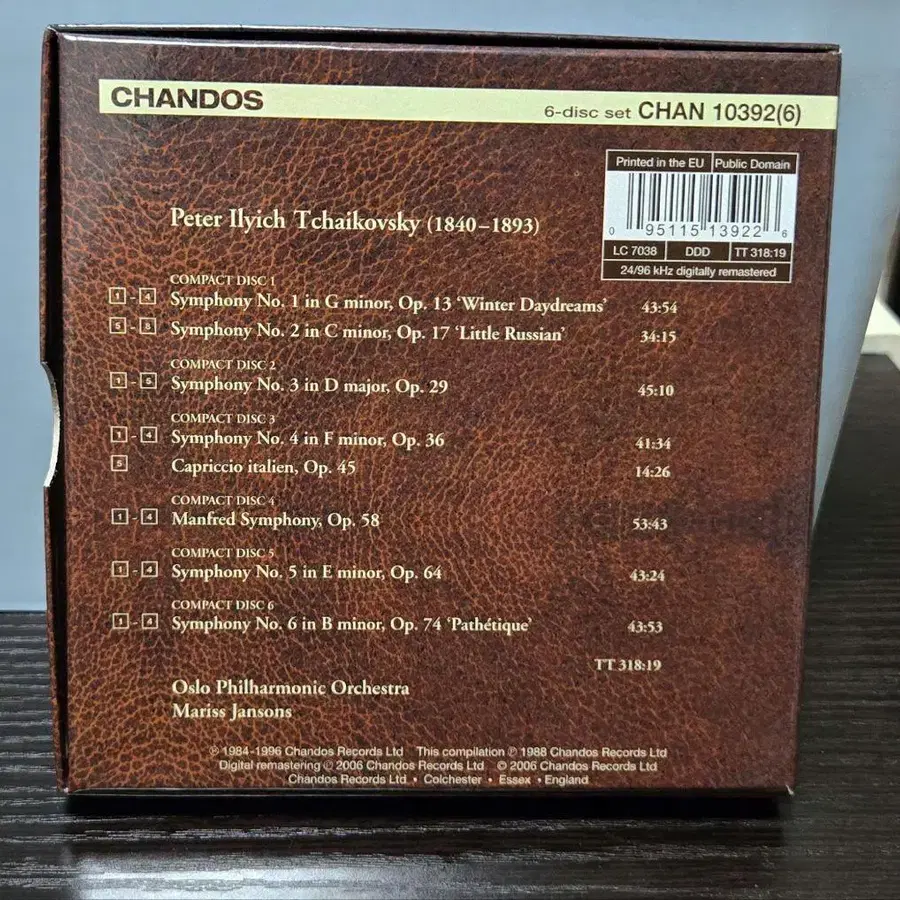 CHANDOS
6-disc set CHAN 10392(6)
Printed in the EU Public Domain
0 95115 13922 6
LC 7038 DDD TT 318:19
24/96 kHz digitally remastered
Peter Ilyich Tchaikovsky (1840–1893)
COMPACT DISC 1
1 - 4 Symphony No. 1 in G minor, Op. 13 ‘Winter Daydreams’ 43:54
5 - 8 Symphony No. 2 in C minor, Op. 17 ‘Little Russian’ 34:15
COMPACT DISC 2
1 - 5 Symphony No. 3 in D major, Op. 29 45:10
COMPACT DISC 3
1 - 4 Symphony No. 4 in F minor, Op. 36 41:34
5 Capriccio italien, Op. 45 14:26
COMPACT DISC 4
1 - 4 Manfred Symphony, Op. 58 53:43
COMPACT DISC 5
1 - 4 Symphony No. 5 in E minor, Op. 64 43:24
COMPACT DISC 6
1 - 4 Symphony No. 6 in B minor, Op. 74 ‘Pathétique’ 43:53
TT 318:19
Oslo Philharmonic Orchestra
Mariss Jansons
℗ 1984-1996 Chandos Records Ltd This compilation ℗ 1988 Chandos Records Ltd
Digital remastering ℗ 2006 Chandos Records Ltd © 2006 Chandos Records Ltd
Chandos Records Ltd • Colchester • Essex • England